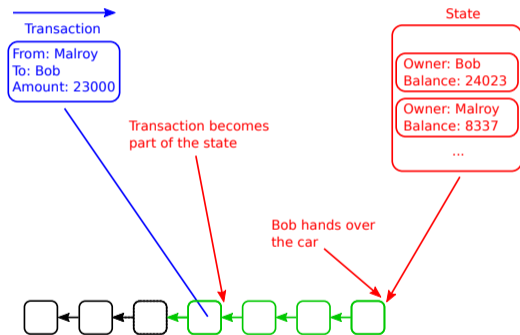 Transaction
From: Malroy
To: Bob
Amount: 23000
State
Owner: Bob
Balance: 24023
Owner: Malroy
Balance: 8337
...
Transaction becomes
part of the state
Bob hands over
the car